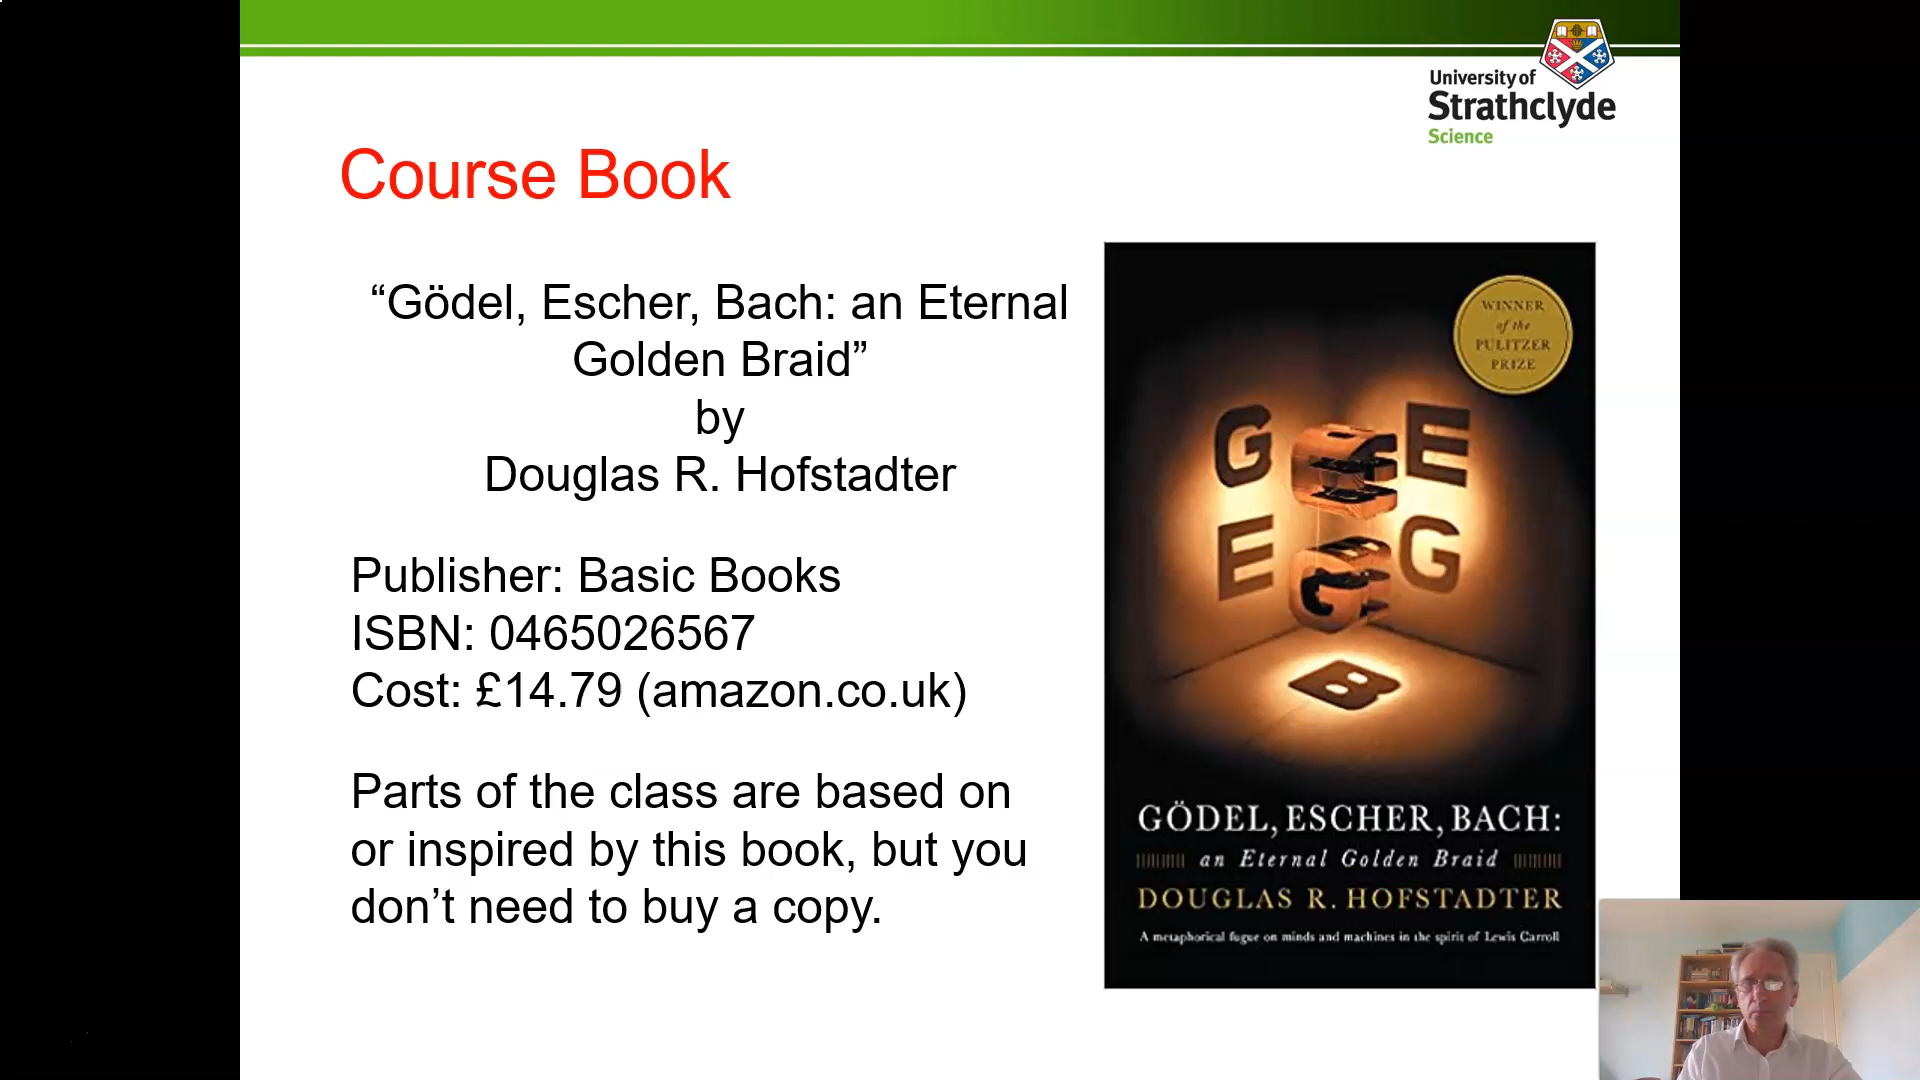 University of
Strathclyde
Science
Course Book
“Gödel, Escher, Bach: an Eternal
Golden Braid”
by
Douglas R. Hofstadter
Publisher: Basic Books
ISBN: 0465026567
Cost: £14.79 (amazon.co.uk)
Parts of the class are based on
or inspired by this book, but you
don’t need to buy a copy.
WINNER
of the
PULITZER
PRIZE
G E
E G
B
GÖDEL, ESCHER, BACH:
an Eternal Golden Braid
DOUGLAS R. HOFSTADTER
A metaphorical fugue on minds and machines in the spirit of Lewis Carroll